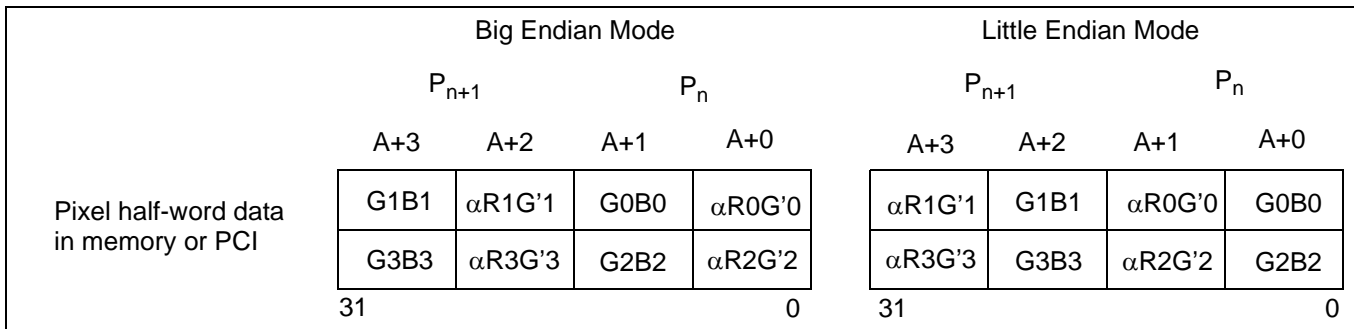 Big Endian Mode Little Endian Mode
Pn+1 Pn Pn+1 Pn
A+3 A+2 A+1 A+0 A+3 A+2 A+1 A+0
G1B1 αR1G'1 G0B0 αR0G'0 αR1G'1 G1B1 αR0G'0 G0B0
Pixel half-word data
in memory or PCI
G3B3 αR3G'3 G2B2 αR2G'2 αR3G'3 G3B3 αR2G'2 G2B2
31 0 31 0